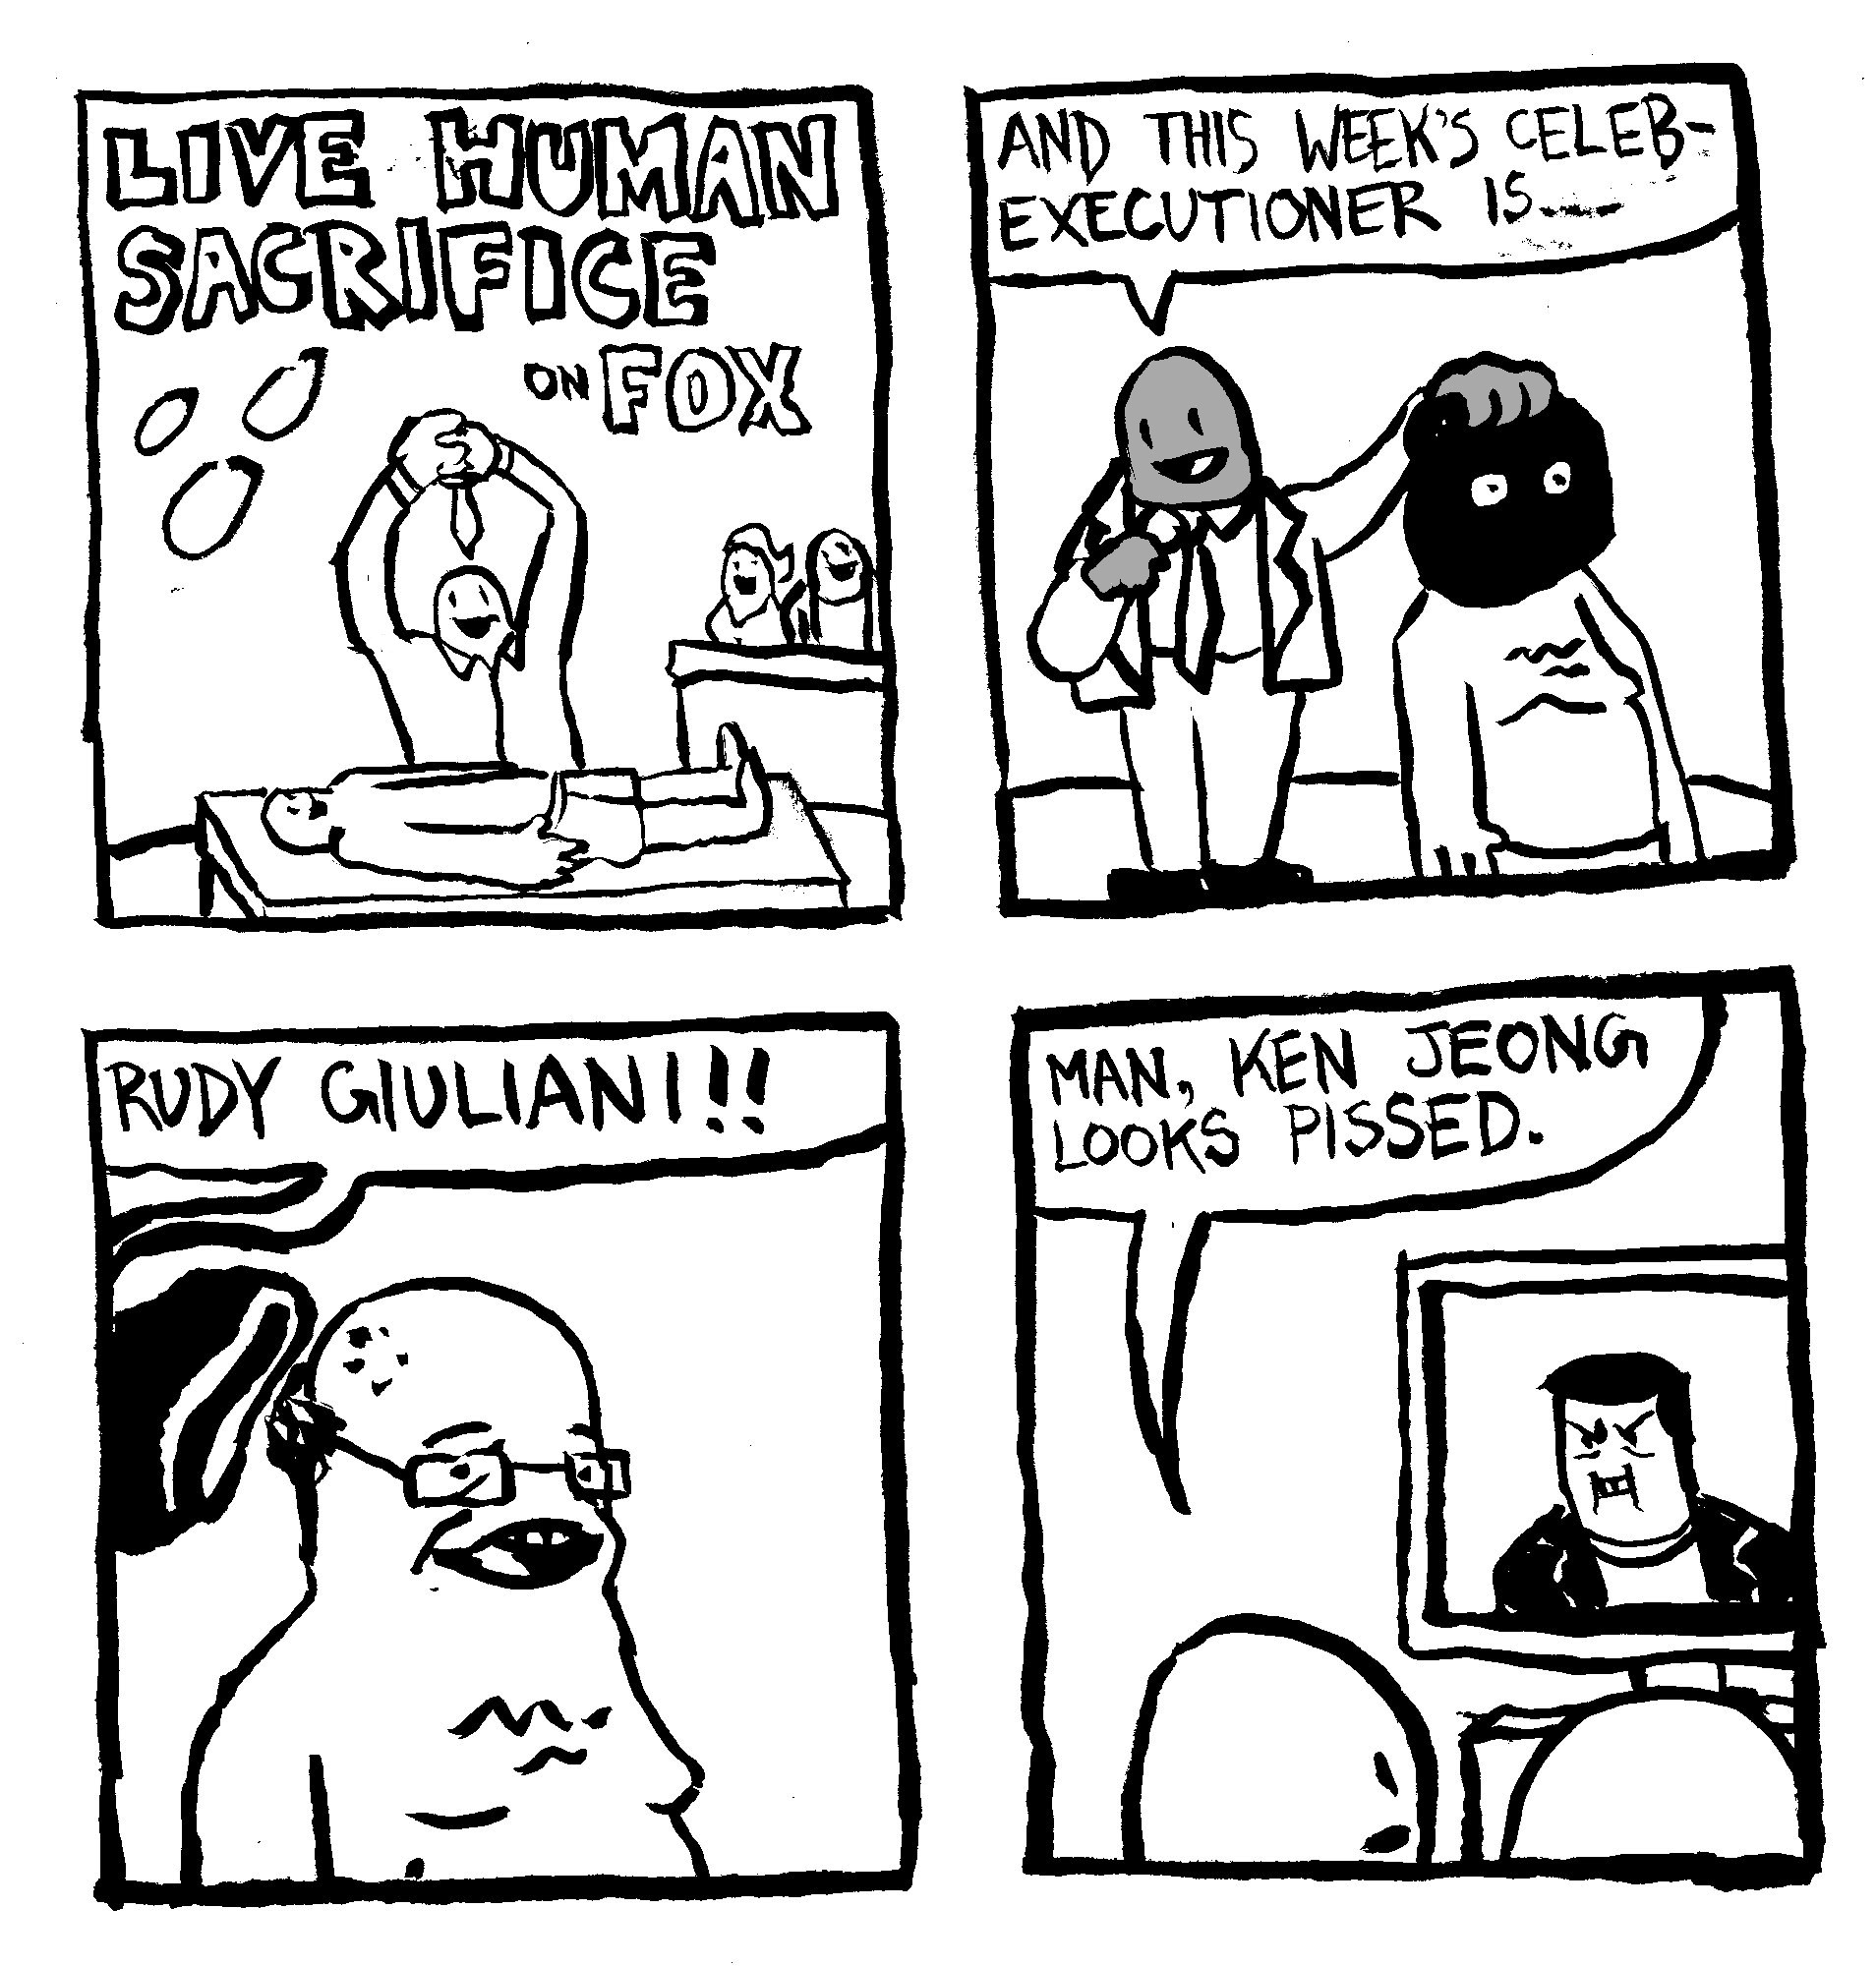 LIVE HUMAN
SACRIFICE
ON FOX
AND THIS WEEK'S CELEB-
EXECUTIONER IS——
RUDY GIULIANI!!
MAN, KEN JEONG
LOOKS PISSED.